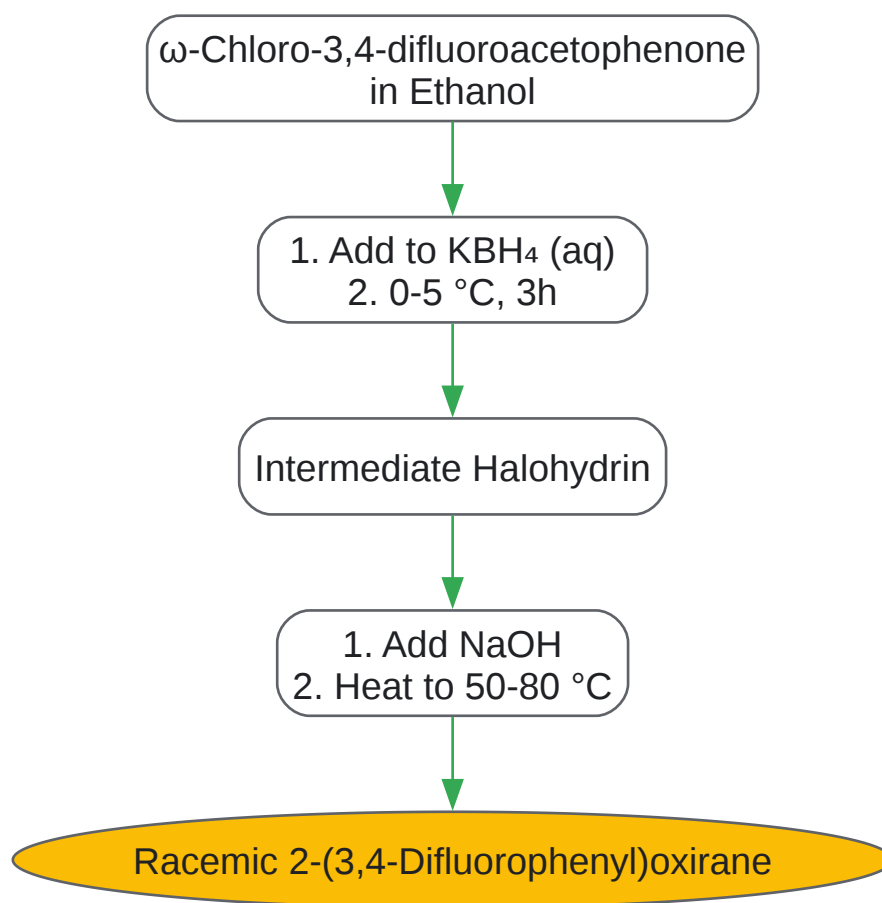 ω-Chloro-3,4-difluoroacetophenone
in Ethanol
1. Add to KBH₄ (aq)
2. 0-5 °C, 3h
Intermediate Halohydrin
1. Add NaOH
2. Heat to 50-80 °C
Racemic 2-(3,4-Difluorophenyl)oxirane